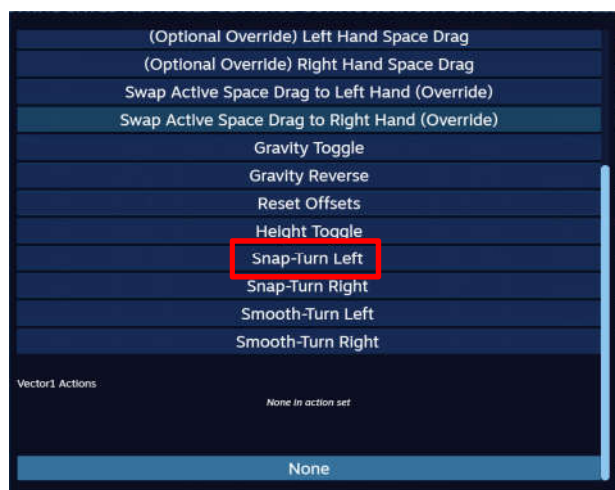 (Optional Override) Left Hand Space Drag
(Optional Override) Right Hand Space Drag
Swap Active Space Drag to Left Hand (Override)
Swap Active Space Drag to Right Hand (Override)
Gravity Toggle
Gravity Reverse
Reset Offsets
Height Toggle
Snap-Turn Left
Snap-Turn Right
Smooth-Turn Left
Smooth-Turn Right
Vector1 Actions
None in action set
None